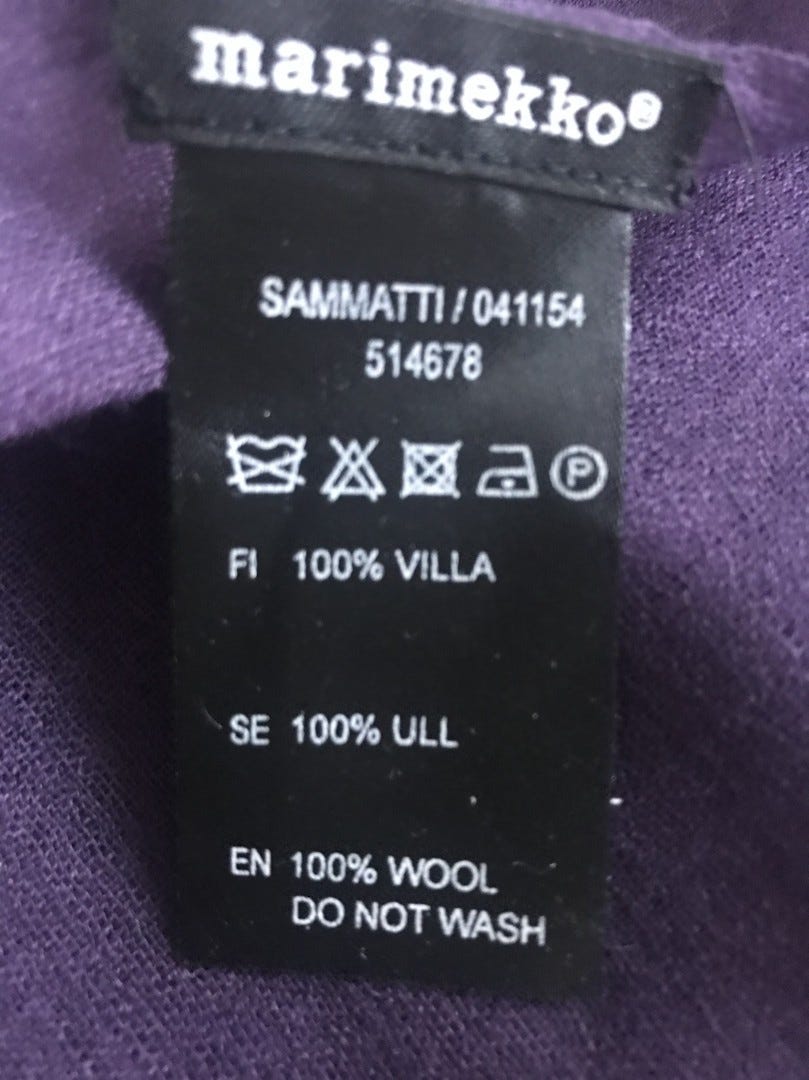 marimekko®
SAMMATTI / 041154
514678
P
FI 100% VILLA
SE 100% ULL
EN 100% WOOL
DO NOT WASH